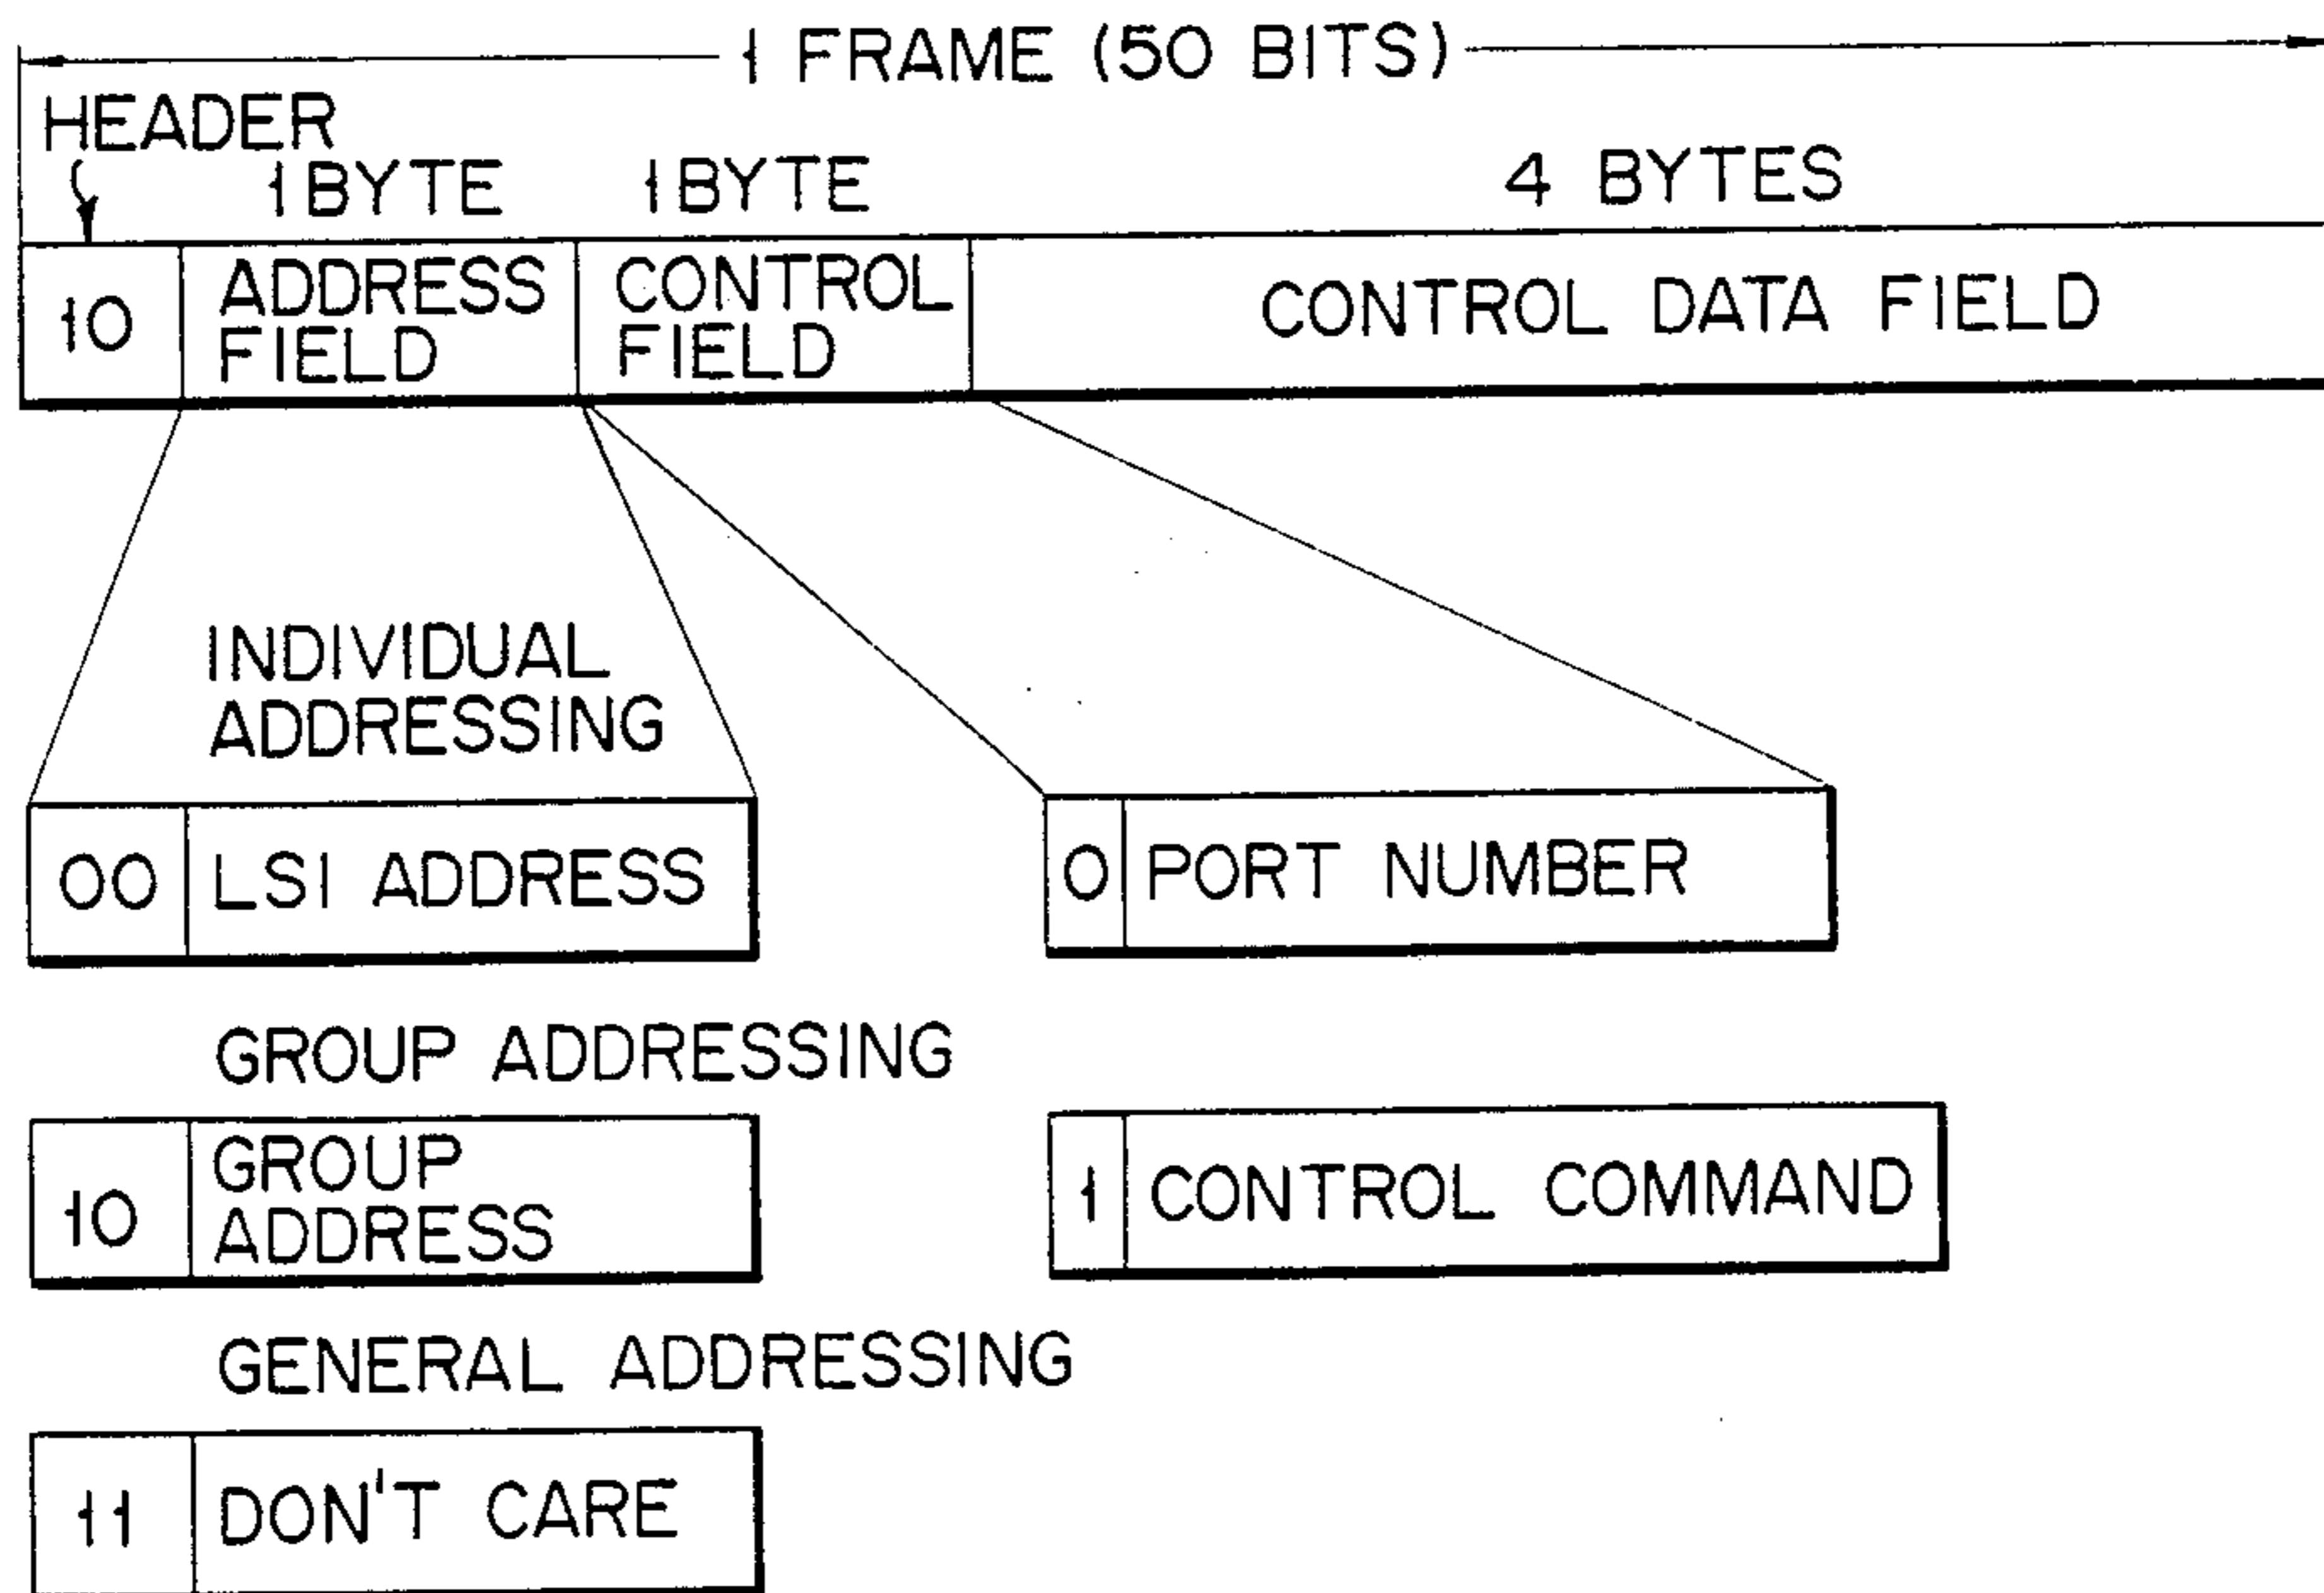 1 FRAME (50 BITS)
HEADER
1 BYTE
1 BYTE
4 BYTES
10
ADDRESS
FIELD
CONTROL
FIELD
CONTROL DATA FIELD
INDIVIDUAL
ADDRESSING
00
LSI ADDRESS
0
PORT NUMBER
GROUP ADDRESSING
10
GROUP
ADDRESS
1
CONTROL COMMAND
GENERAL ADDRESSING
11
DON'T CARE